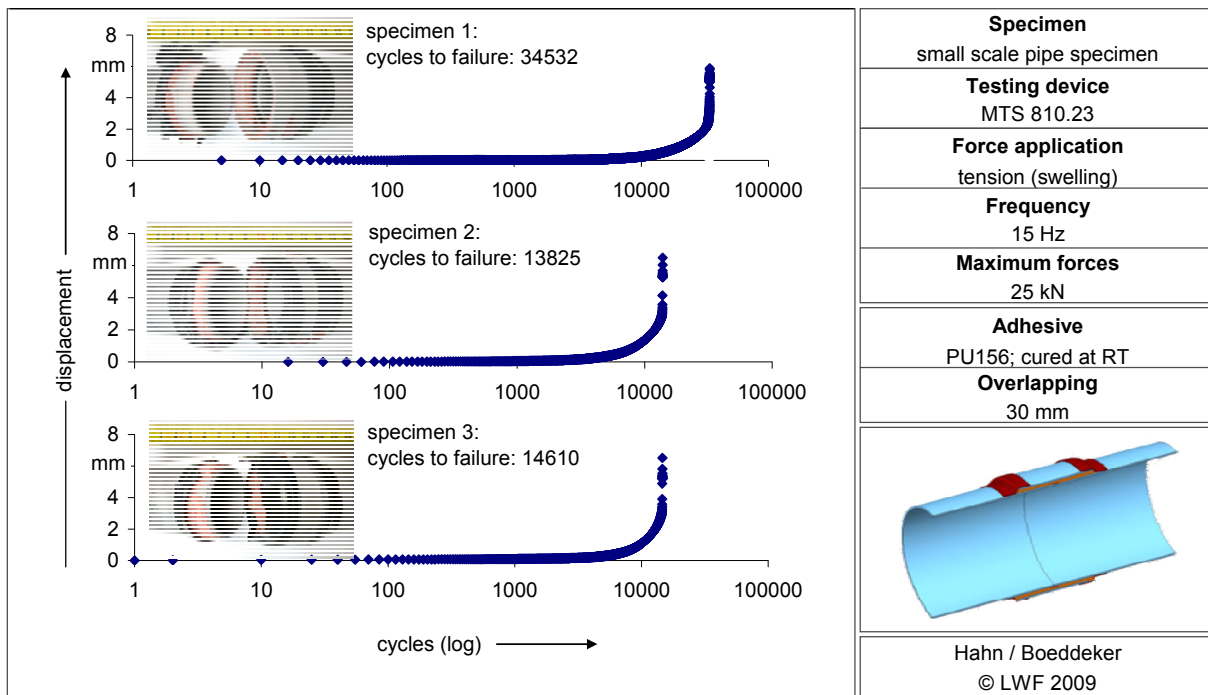 displacement
8
mm
6
4
2
0
specimen 1:
cycles to failure: 34532
1 10 100 1000 10000 100000
8
mm
6
4
2
0
specimen 2:
cycles to failure: 13825
1 10 100 1000 10000 100000
8
mm
6
4
2
0
specimen 3:
cycles to failure: 14610
1 10 100 1000 10000 100000
cycles (log)
Specimen
small scale pipe specimen
Testing device
MTS 810.23
Force application
tension (swelling)
Frequency
15 Hz
Maximum forces
25 kN
Adhesive
PU156; cured at RT
Overlapping
30 mm
Hahn / Boeddeker
© LWF 2009